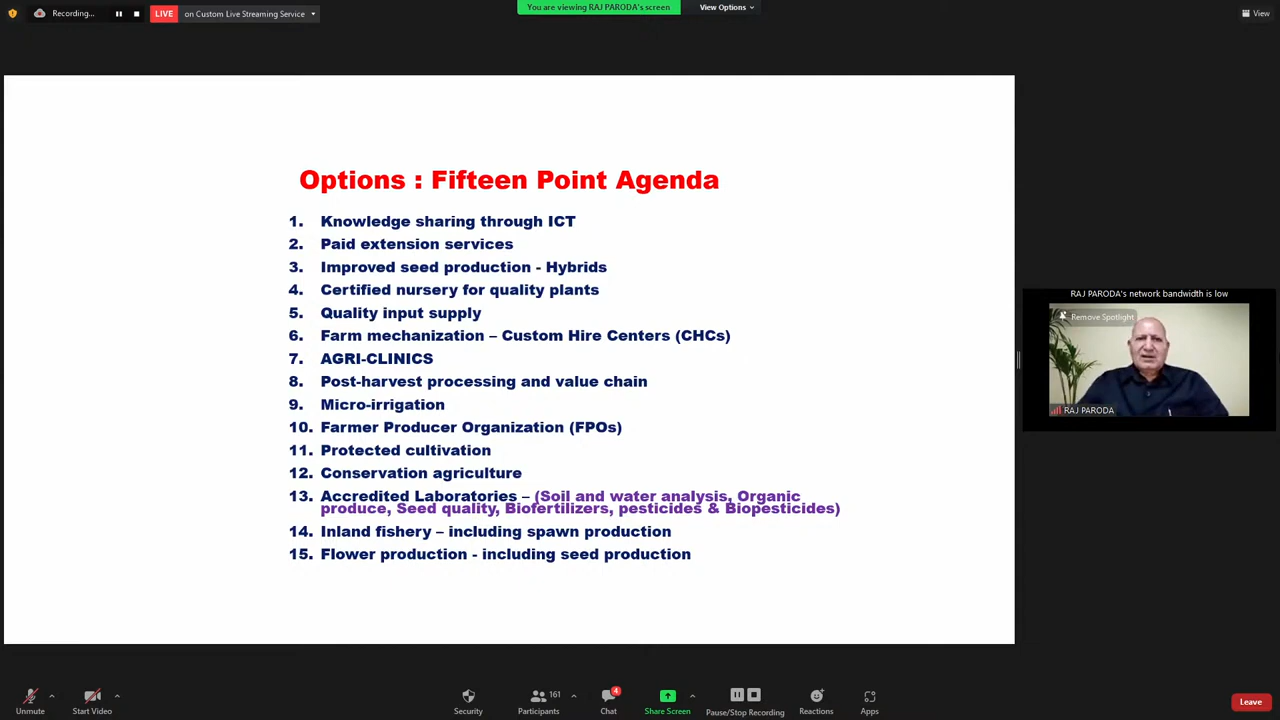 Recording...
LIVE on Custom Live Streaming Service
You are viewing RAJ PARODA's screen
View Options
View
Options : Fifteen Point Agenda
1. Knowledge sharing through ICT
2. Paid extension services
3. Improved seed production - Hybrids
4. Certified nursery for quality plants
5. Quality input supply
6. Farm mechanization – Custom Hire Centers (CHCs)
7. AGRI-CLINICS
8. Post-harvest processing and value chain
9. Micro-irrigation
10. Farmer Producer Organization (FPOs)
11. Protected cultivation
12. Conservation agriculture
13. Accredited Laboratories – (Soil and water analysis, Organic
produce, Seed quality, Biofertilizers, pesticides & Biopesticides)
14. Inland fishery – including spawn production
15. Flower production - including seed production
RAJ PARODA's network bandwidth is low
Remove Spotlight
RAJ PARODA
Unmute
Start Video
Security
161
Participants
4
Chat
Share Screen
Pause/Stop Recording
Reactions
Apps
Leave